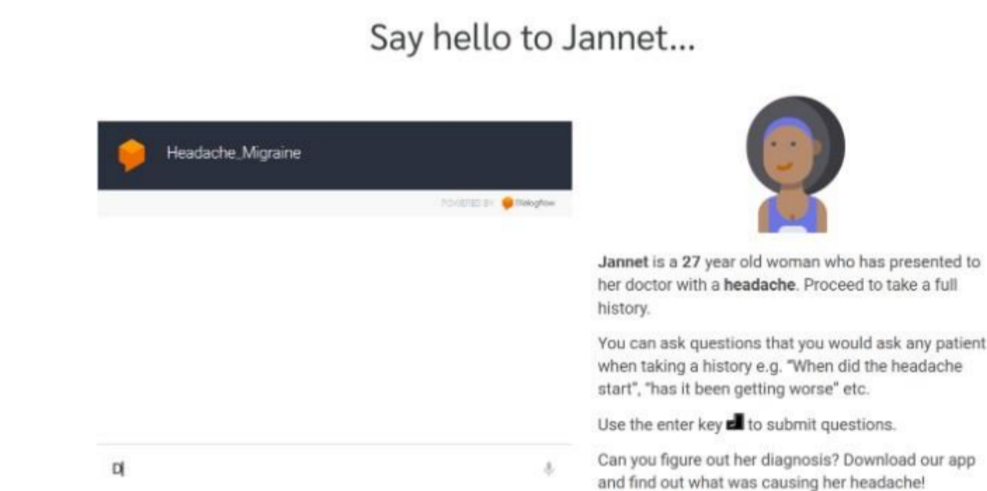 Say hello to Jannet...
Headache_Migraine
POWERED BY Dialogflow
Jannet is a 27 year old woman who has presented to
her doctor with a headache. Proceed to take a full
history.
You can ask questions that you would ask any patient
when taking a history e.g. "When did the headache
start", "has it been getting worse" etc.
Use the enter key to submit questions.
Can you figure out her diagnosis? Download our app
and find out what was causing her headache!
D